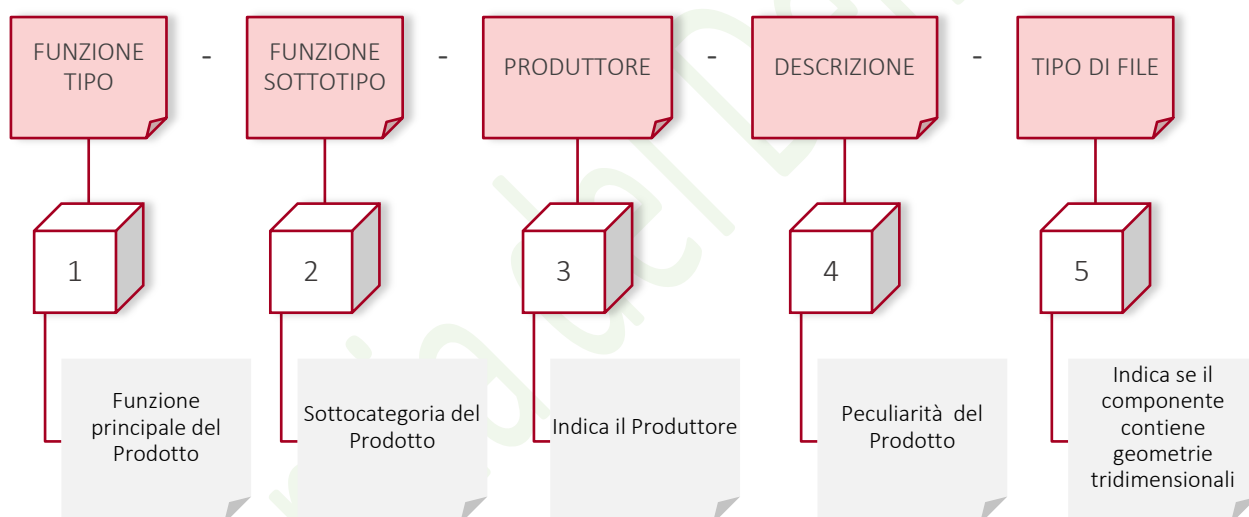 FUNZIONE
TIPO
-
FUNZIONE
SOTTOTIPO
-
PRODUTTORE
-
DESCRIZIONE
-
TIPO DI FILE
1
2
3
4
5
Funzione
principale del
Prodotto
Sottocategoria del
Prodotto
Indica il Produttore
Peculiarità del
Prodotto
Indica se il
componente
contiene
geometrie
tridimensionali